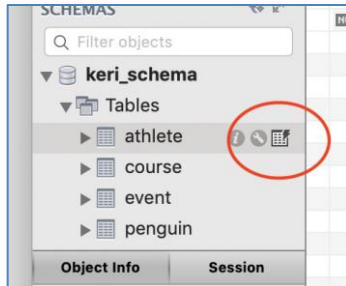 SCHEMAS
Filter objects
keri_schema
Tables
athlete
course
event
penguin
Object Info Session